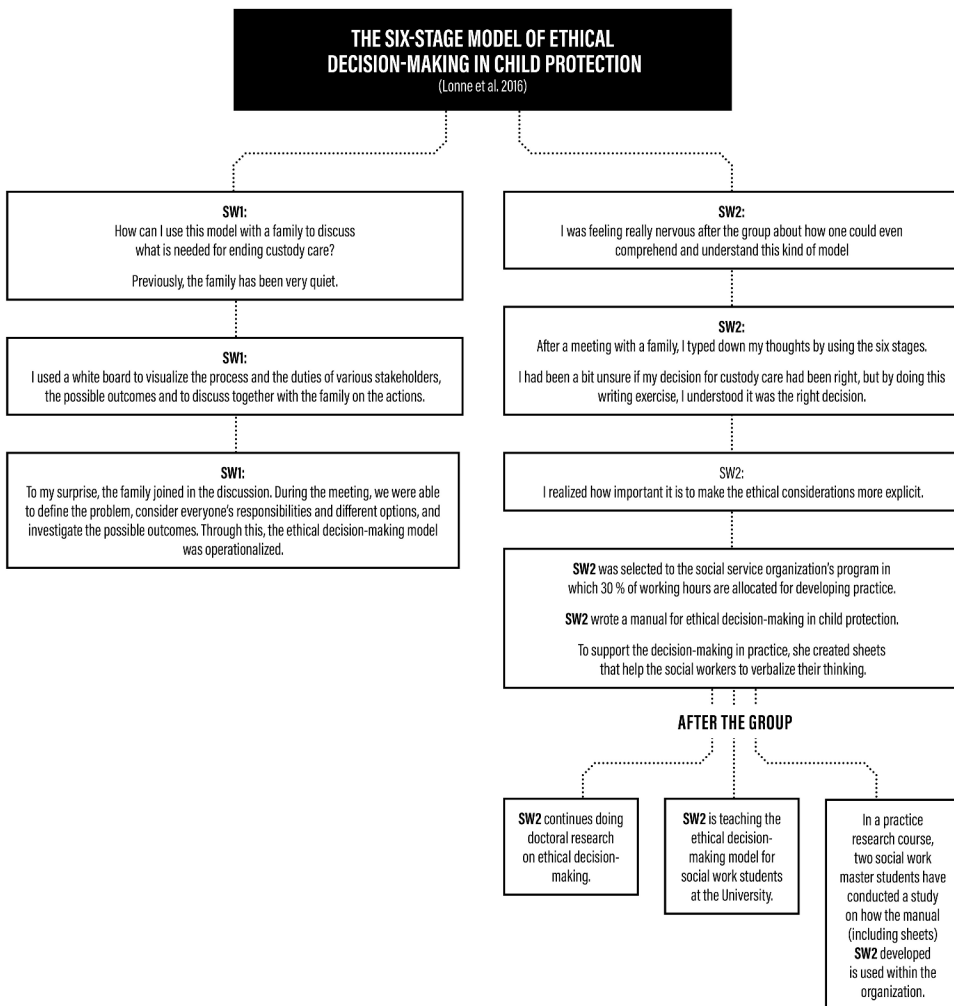 THE SIX-STAGE MODEL OF ETHICAL
DECISION-MAKING IN CHILD PROTECTION
(Lonne et al. 2016)
SW1:
How can I use this model with a family to discuss
what is needed for ending custody care?
Previously, the family has been very quiet.
SW1:
I used a white board to visualize the process and the duties of various stakeholders,
the possible outcomes and to discuss together with the family on the actions.
SW1:
To my surprise, the family joined in the discussion. During the meeting, we were able
to define the problem, consider everyone's responsibilities and different options, and
investigate the possible outcomes. Through this, the ethical decision-making model
was operationalized.
SW2:
I was feeling really nervous after the group about how one could even
comprehend and understand this kind of model
SW2:
After a meeting with a family, I typed down my thoughts by using the six stages.
I had been a bit unsure if my decision for custody care had been right, but by doing this
writing exercise, I understood it was the right decision.
SW2:
I realized how important it is to make the ethical considerations more explicit.
SW2 was selected to the social service organization's program in
which 30 % of working hours are allocated for developing practice.
SW2 wrote a manual for ethical decision-making in child protection.
To support the decision-making in practice, she created sheets
that help the social workers to verbalize their thinking.
AFTER THE GROUP
SW2 continues doing
doctoral research
on ethical decision-
making.
SW2 is teaching the
ethical decision-
making model for
social work students
at the University.
In a practice
research course,
two social work
master students have
conducted a study
on how the manual
(including sheets)
SW2 developed
is used within the
organization.